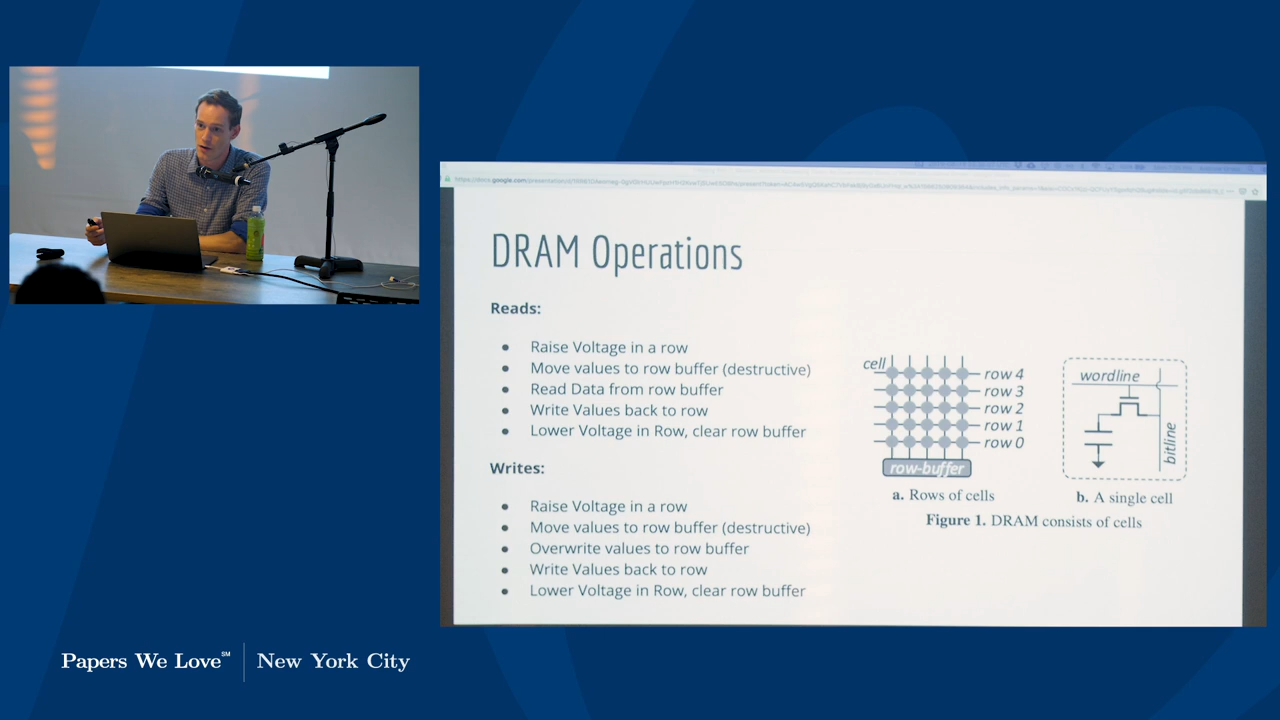 DRAM Operations
Reads:
Raise Voltage in a row
Move values to row buffer (destructive)
Read Data from row buffer
Write Values back to row
Lower Voltage in Row, clear row buffer
Writes:
Raise Voltage in a row
Move values to row buffer (destructive)
Overwrite values to row buffer
Write Values back to row
Lower Voltage in Row, clear row buffer
cell
row 4
row 3
row 2
row 1
row 0
row-buffer
a. Rows of cells
wordline
bitline
b. A single cell
Figure 1. DRAM consists of cells
Papers We Love℠ | New York City